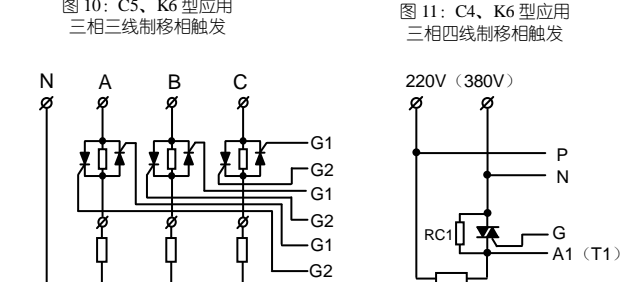 图 10：C5、K6 型应用
三相三线制移相触发
图 11：C4、K6 型应用
三相四线制移相触发
N A B C
G1
G2
G1
G2
G1
G2
220V（380V）
P
N
RC1
G
A1（T1）